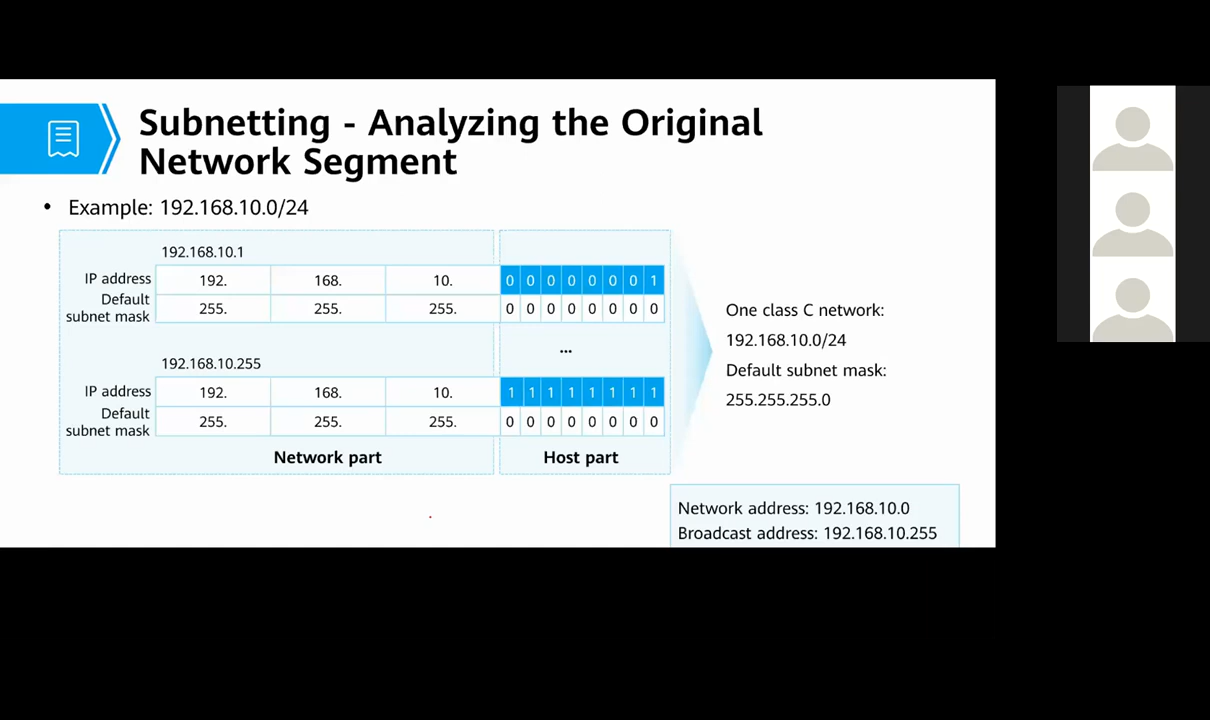 Subnetting - Analyzing the Original
Network Segment
• Example: 192.168.10.0/24
192.168.10.1
IP address 192. 168. 10. 0 0 0 0 0 0 0 1
Default
subnet mask 255. 255. 255. 0 0 0 0 0 0 0 0
...
192.168.10.255
IP address 192. 168. 10. 1 1 1 1 1 1 1 1
Default
subnet mask 255. 255. 255. 0 0 0 0 0 0 0 0
Network part Host part
One class C network:
192.168.10.0/24
Default subnet mask:
255.255.255.0
Network address: 192.168.10.0
Broadcast address: 192.168.10.255